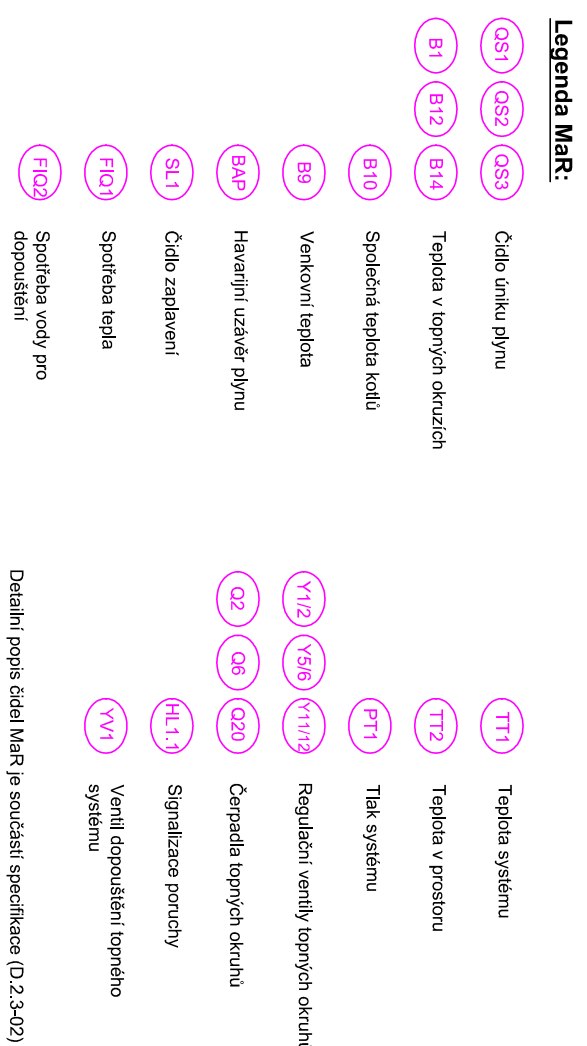 Legenda MaR:
QS1 QS2 QS3 Čidlo úniku plynu
B1 B12 B14 Teplota v topných okruzích
B10 Společná teplota kotlů
B9 Venkovní teplota
BAP Havarijní uzávěr plynu
SL1 Čidlo zaplavení
FIQ1 Spotřeba tepla
FIQ2 Spotřeba vody pro
dopouštění
TT1 Teplota systému
TT2 Teplota v prostoru
PT1 Tlak systému
Y1/2 Y5/6 Y11/12 Regulační ventily topných okruhů
Q2 Q6 Q20 Čerpadla topných okruhů
HL1.1 Signalizace poruchy
YV1 Ventil dopouštění topného
systému
Detailní popis čidel MaR je součástí specifikace (D.2.3-02)